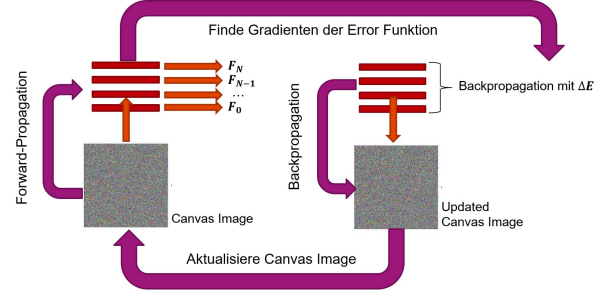 Finde Gradienten der Error Funktion
F_N
F_{N−1}
...
F_0
Forward-Propagation
Canvas Image
Backpropagation mit ΔE
Backpropagation
Updated
Canvas Image
Aktualisiere Canvas Image